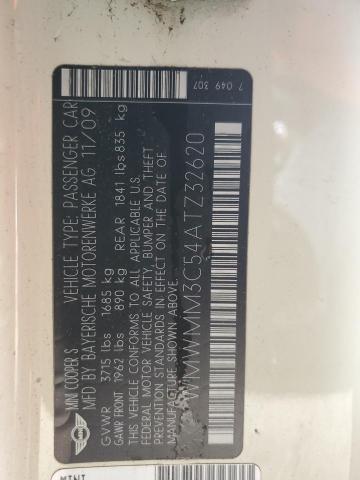 MINI COOPER S VEHICLE TYPE: PASSENGER CAR
MFD BY BAYERISCHE MOTORENWERKE AG 11/09
GVWR 3715 lbs 1685 kg
GAWR FRONT 1962 lbs 890 kg REAR 1841 lbs 835 kg
THIS VEHICLE CONFORMS TO ALL APPLICABLE U.S.
FEDERAL MOTOR VEHICLE SAFETY, BUMPER AND THEFT
PREVENTION STANDARDS IN EFFECT ON THE DATE OF
MANUFACTURE SHOWN ABOVE.
WMWMM3C54ATZ32620
7 049 307
MINI